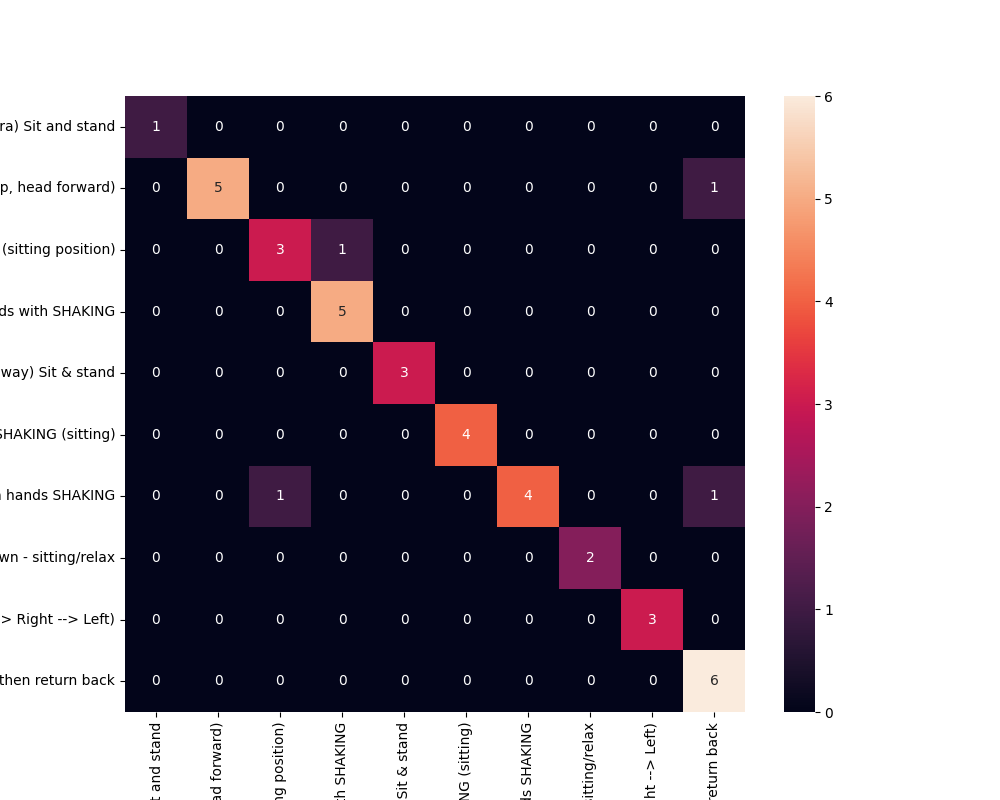 ra) Sit and stand 1 0 0 0 0 0 0 0 0 0
p, head forward) 0 5 0 0 0 0 0 0 0 1
(sitting position) 0 0 3 1 0 0 0 0 0 0
ds with SHAKING 0 0 0 5 0 0 0 0 0 0
way) Sit & stand 0 0 0 0 3 0 0 0 0 0
SHAKING (sitting) 0 0 0 0 0 4 0 0 0 0
hands SHAKING 0 0 1 0 0 0 4 0 0 1
wn - sitting/relax 0 0 0 0 0 0 0 2 0 0
> Right --> Left) 0 0 0 0 0 0 0 0 3 0
then return back 0 0 0 0 0 0 0 0 0 6
6
5
4
3
2
1
0
t and stand
ad forward)
ng position)
th SHAKING
Sit & stand
NG (sitting)
ds SHAKING
sitting/relax
ht --> Left)
return back